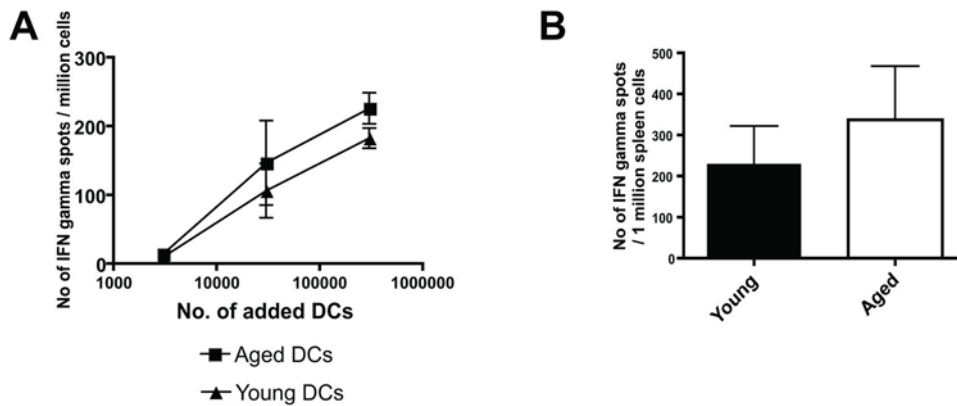 A
No of IFN gamma spots / million cells
300
200
100
0
1000
10000
100000
1000000
No. of added DCs
Aged DCs
Young DCs
B
No of IFN gamma spots
/ 1 million spleen cells
500
400
300
200
100
0
Young
Aged